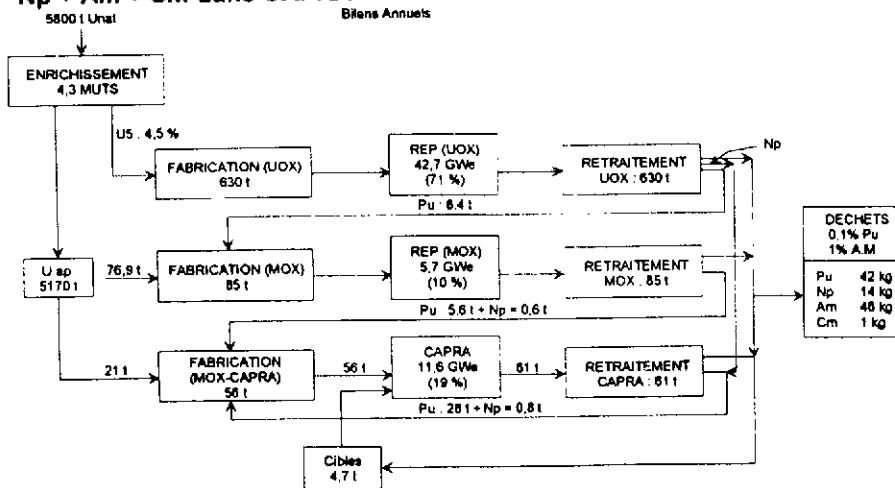 5800 t Unat
Bilans Annuels
ENRICHISSEMENT
4,3 MUTS
U5 : 4,5 %
FABRICATION (UOX)
630 t
REP (UOX)
42,7 GWe
(71 %)
RETRAITEMENT
UOX : 630 t
Np
Pu : 6,4 t
DECHETS
0,1% Pu
1% A.M
Pu 42 kg
Np 14 kg
Am 46 kg
Cm 1 kg
U ap
5170 t
76,9 t
FABRICATION (MOX)
85 t
REP (MOX)
5,7 GWe
(10 %)
RETRAITEMENT
MOX : 85 t
Pu : 5,6 t + Np = 0,6 t
21 t
FABRICATION
(MOX-CAPRA)
56 t
56 t
CAPRA
11,6 GWe
(19 %)
61 t
RETRAITEMENT
CAPRA : 61 t
Pu : 26 t + Np = 0,8 t
Cibles
4,7 t